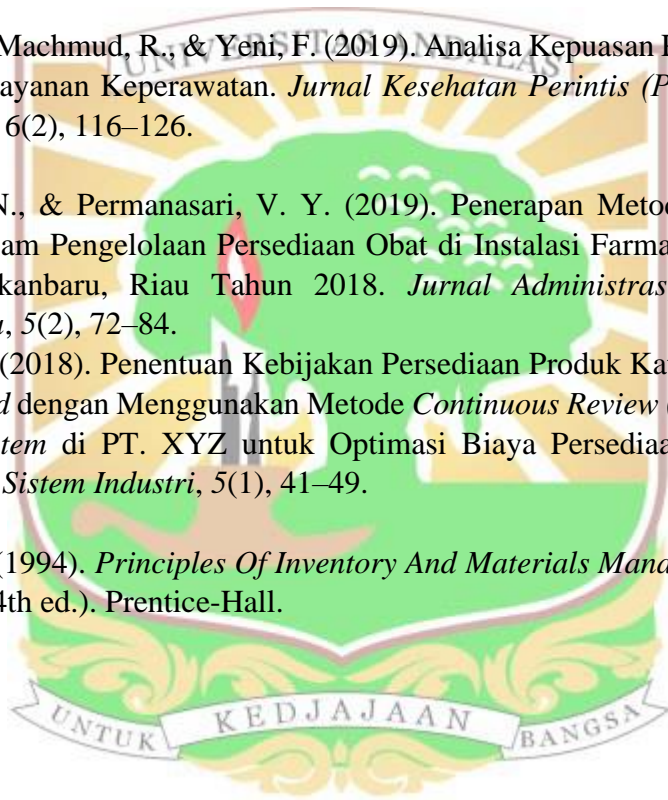 Machmud, R., & Yeni, F. (2019). Analisa Kepuasan
UNIVERSITAS ANDALAS
ayanan Keperawatan. Jurnal Kesehatan Perintis (P
6(2), 116–126.
N., & Permanasari, V. Y. (2019). Penerapan Metod
am Pengelolaan Persediaan Obat di Instalasi Farma
kanbaru, Riau Tahun 2018. Jurnal Administras
, 5(2), 72–84.
(2018). Penentuan Kebijakan Persediaan Produk Ka
d dengan Menggunakan Metode Continuous Review (
tem di PT. XYZ untuk Optimasi Biaya Persediaa
Sistem Industri, 5(1), 41–49.
(1994). Principles Of Inventory And Materials Mana
4th ed.). Prentice-Hall.
UNTUK KEDJAJAAN BANGSA